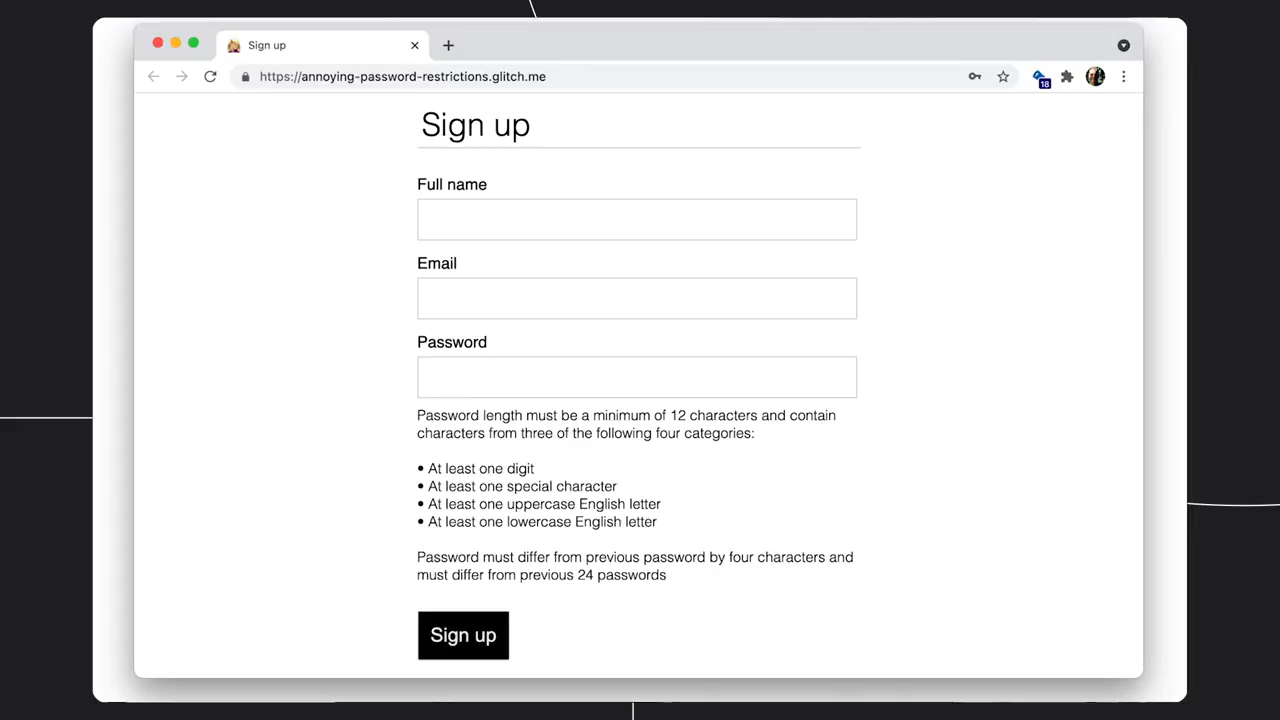 Sign up
https://annoying-password-restrictions.glitch.me
18
Sign up
Full name
Email
Password
Password length must be a minimum of 12 characters and contain
characters from three of the following four categories:
• At least one digit
• At least one special character
• At least one uppercase English letter
• At least one lowercase English letter
Password must differ from previous password by four characters and
must differ from previous 24 passwords
Sign up